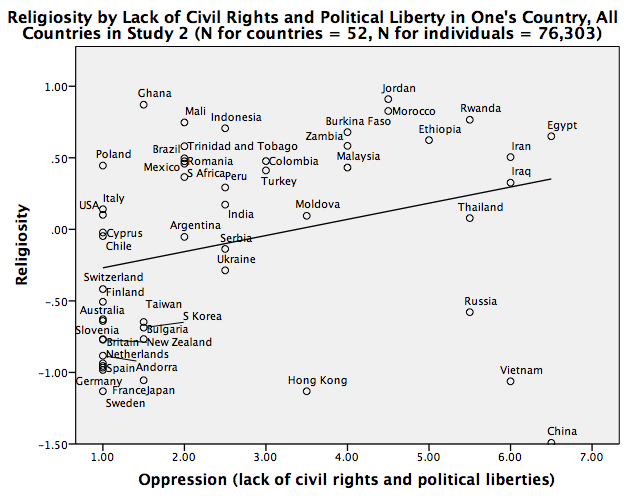 Religiosity by Lack of Civil Rights and Political Liberty in One's Country, All
Countries in Study 2 (N for countries = 52, N for individuals = 76,303)
Religiosity
1.00
.50
.00
-.50
-1.00
-1.50
Jordan
Ghana
Morocco
Rwanda
Mali
Indonesia
Burkina Faso
Egypt
Zambia
Ethiopia
Brazil
Trinidad and Tobago
Iran
Poland
Romania
Colombia
Malaysia
Mexico
S Africa
Peru
Turkey
Iraq
Italy
USA
India
Moldova
Thailand
Argentina
Cyprus
Serbia
Chile
Ukraine
Switzerland
Finland
Taiwan
Russia
Australia
S Korea
Slovenia
Bulgaria
Britain
New Zealand
Netherlands
Spain
Andorra
Vietnam
Germany
Hong Kong
France
Japan
Sweden
China
1.00 2.00 3.00 4.00 5.00 6.00 7.00
Oppression (lack of civil rights and political liberties)